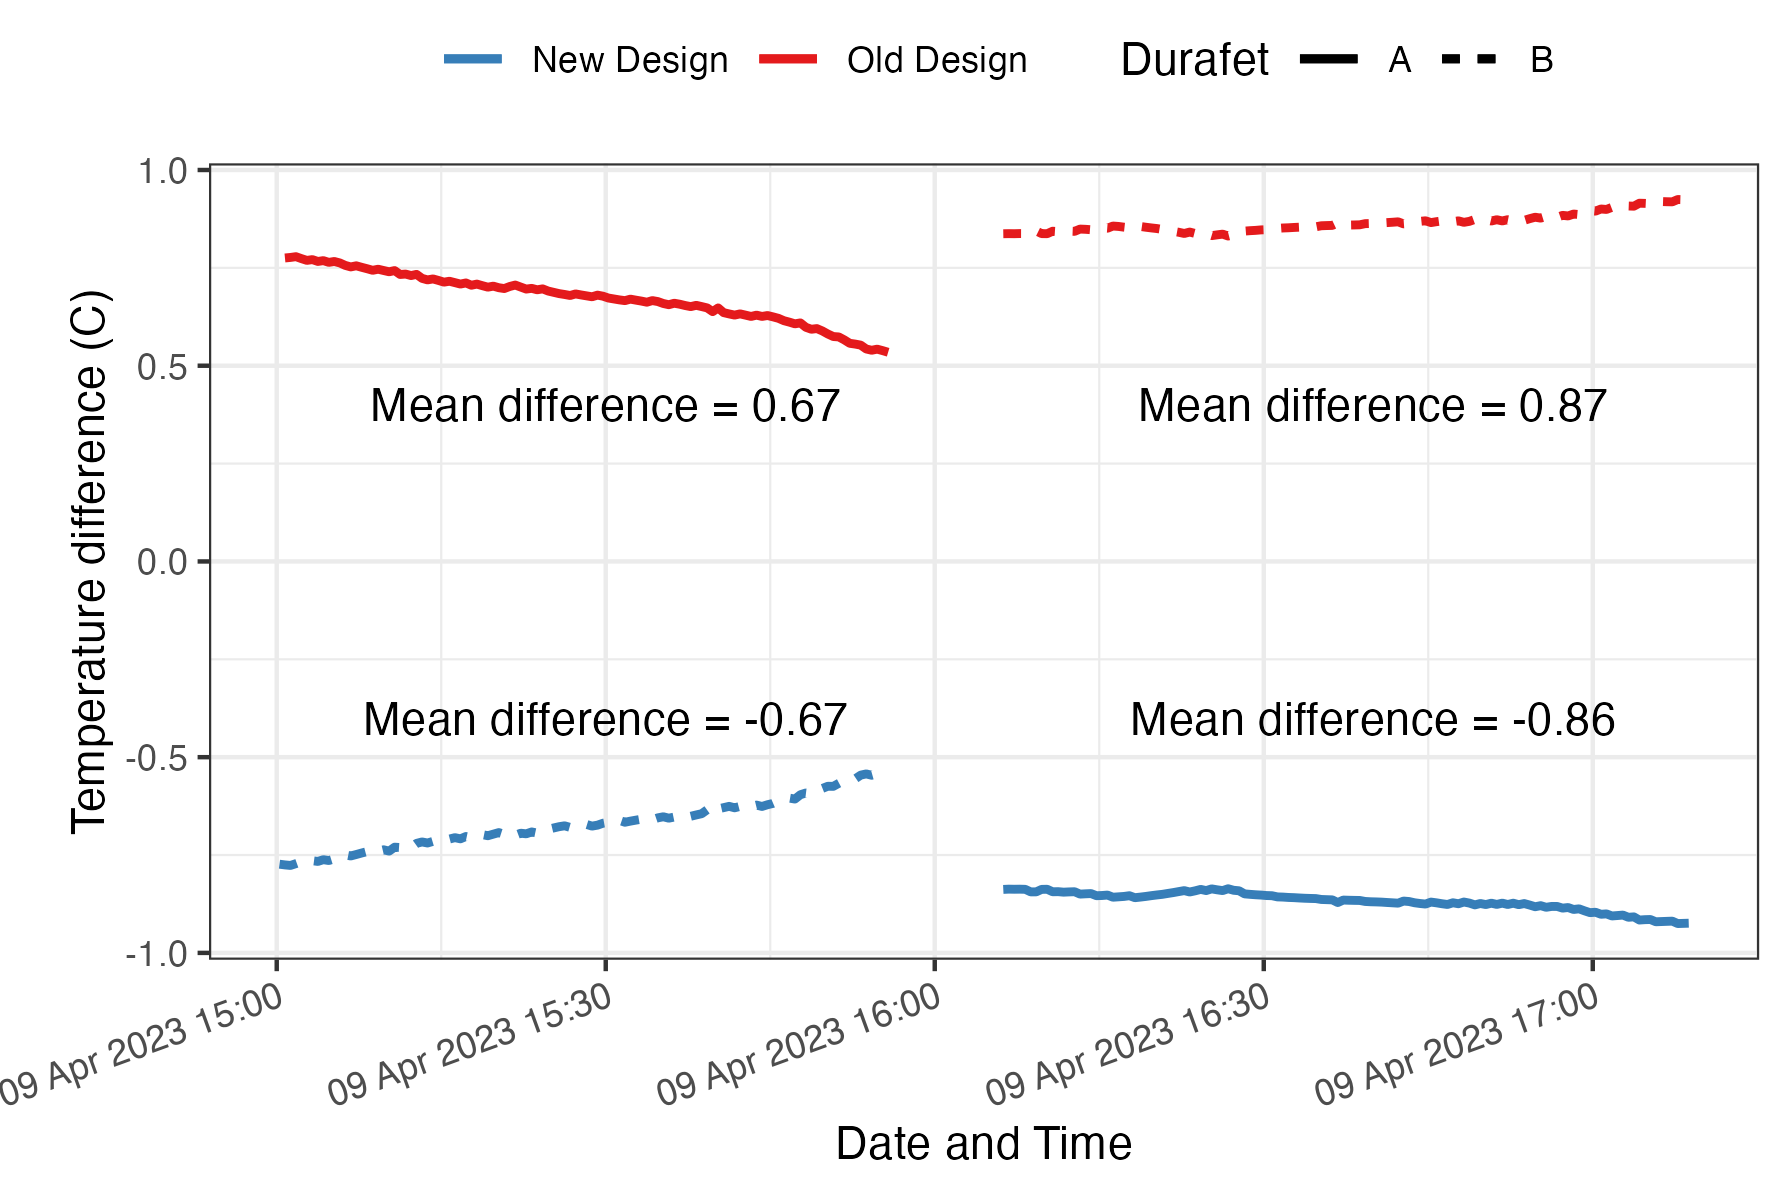 New Design Old Design Durafet A B
1.0
0.5
0.0
-0.5
-1.0
Temperature difference (C)
Mean difference = 0.67
Mean difference = 0.87
Mean difference = -0.67
Mean difference = -0.86
09 Apr 2023 15:00
09 Apr 2023 15:30
09 Apr 2023 16:00
09 Apr 2023 16:30
09 Apr 2023 17:00
Date and Time